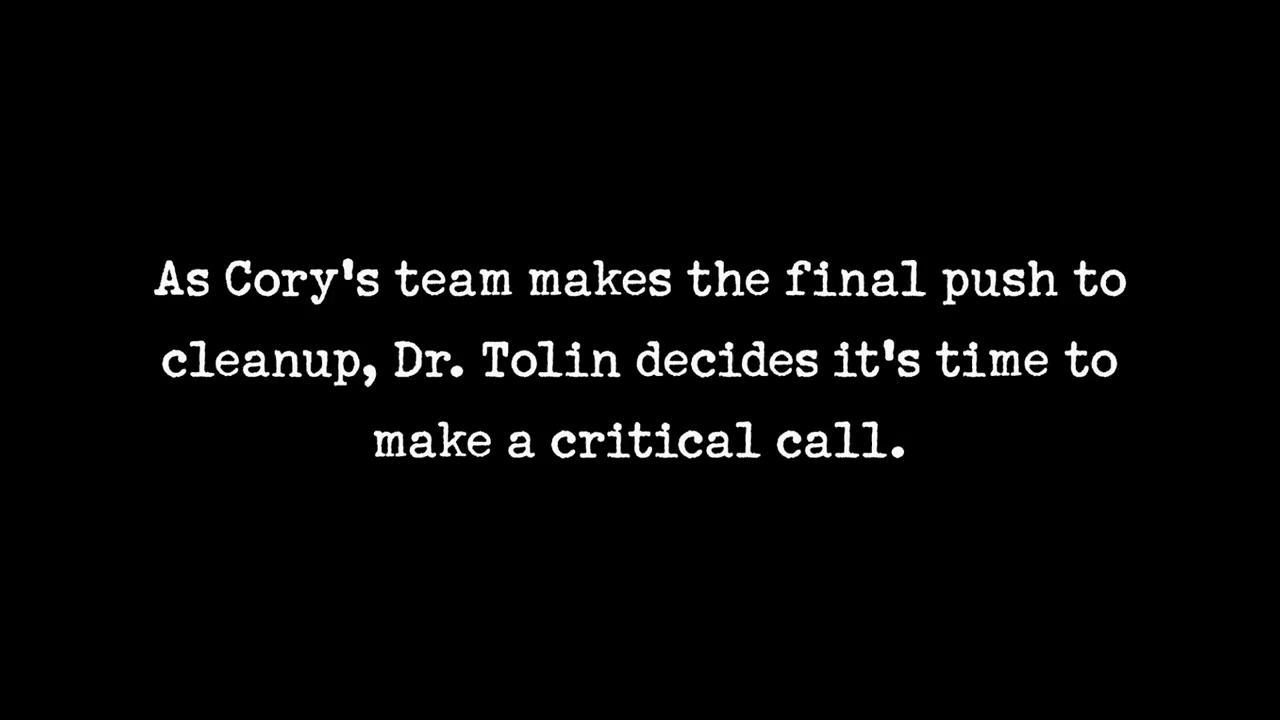 As Cory's team makes the final push to
cleanup, Dr. Tolin decides it's time to
make a critical call.